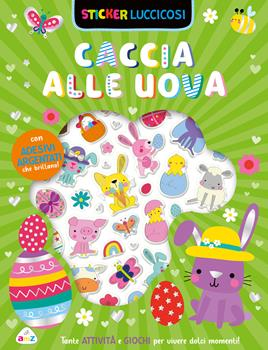 STICKER LUCCICOSI
CACCIA
ALLE UOVA
con
ADESIVI
ARGENTATI
che brillano!
Tante ATTIVITÀ e GIOCHI per vivere dolci momenti!